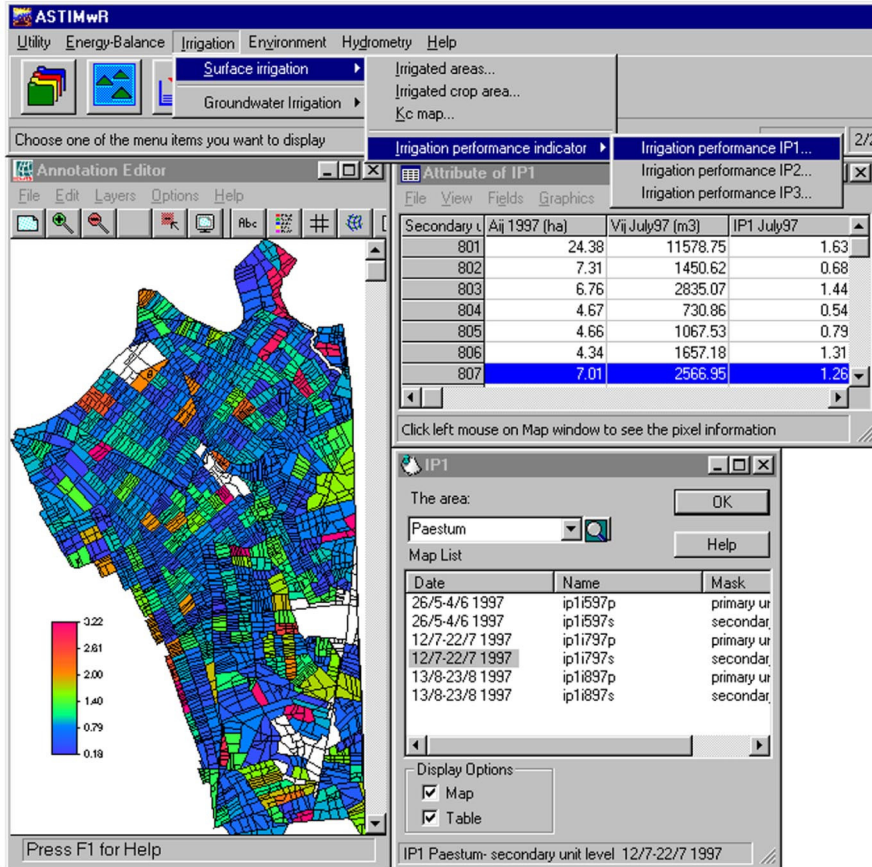 ASTIMwR
Utility Energy-Balance Irrigation Environment Hydrometry Help
Surface irrigation
Groundwater Irrigation
Irrigated areas...
Irrigated crop area...
Kc map...
Irrigation performance indicator
Irrigation performance IP1...
Irrigation performance IP2...
Irrigation performance IP3...
Choose one of the menu items you want to display
Annotation Editor
File Edit Layers Options Help
Abc
3.22
2.61
2.00
1.40
0.79
0.18
Press F1 for Help
Attribute of IP1
File View Fields Graphics
Secondary u Aij 1997 (ha) Vij July97 (m3) IP1 July97
801 24.38 11578.75 1.63
802 7.31 1450.62 0.68
803 6.76 2835.07 1.44
804 4.67 730.86 0.54
805 4.66 1067.53 0.79
806 4.34 1657.18 1.31
807 7.01 2566.95 1.26
Click left mouse on Map window to see the pixel information
IP1
The area:
OK
Paestum
Help
Map List
Date Name Mask
26/5-4/6 1997 ip1i597p primary ur
26/5-4/6 1997 ip1i597s secondar
12/7-22/7 1997 ip1i797p primary ur
12/7-22/7 1997 ip1i797s secondar
13/8-23/8 1997 ip1i897p primary ur
13/8-23/8 1997 ip1i897s secondar
Display Options
Map
Table
IP1 Paestum- secondary unit level 12/7-22/7 1997